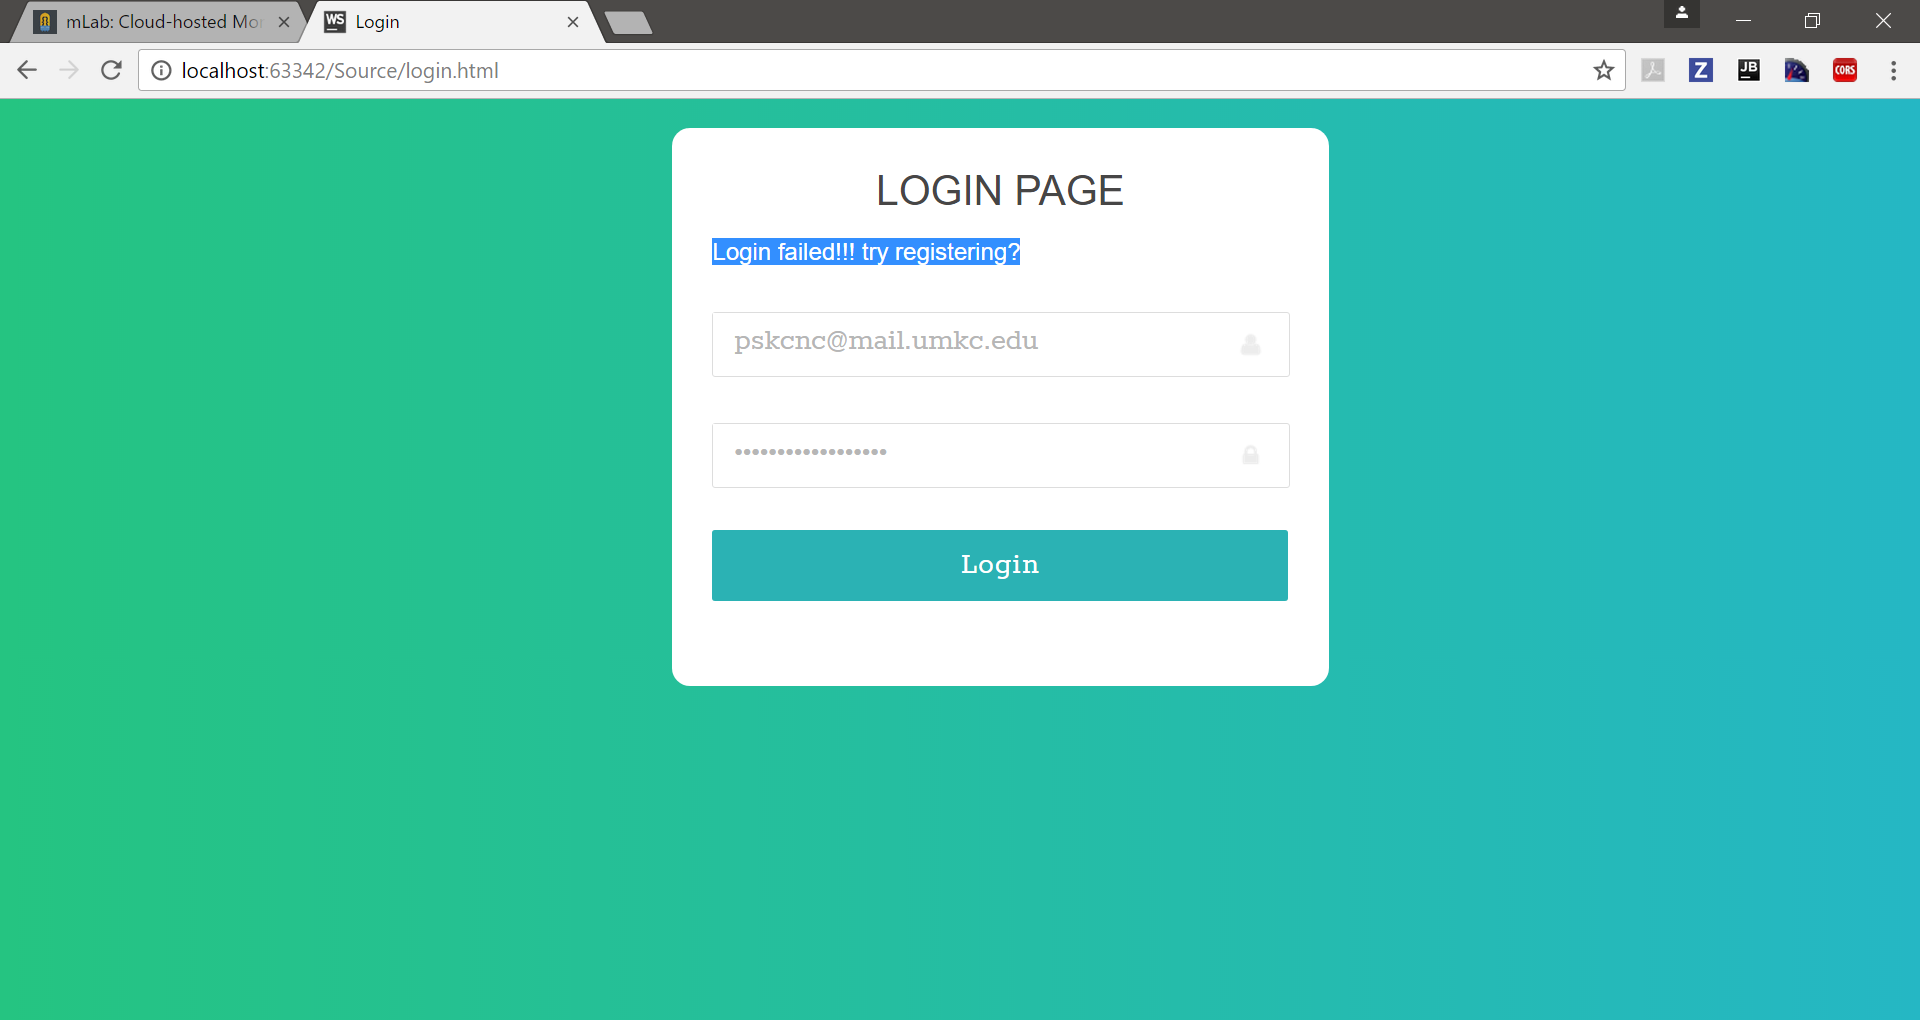 mLab: Cloud-hosted Mon
WS Login
localhost:63342/Source/login.html
Z JB CORS
LOGIN PAGE
Login failed!!! try registering?
pskcnc@mail.umkc.edu
••••••••••••••••••
Login